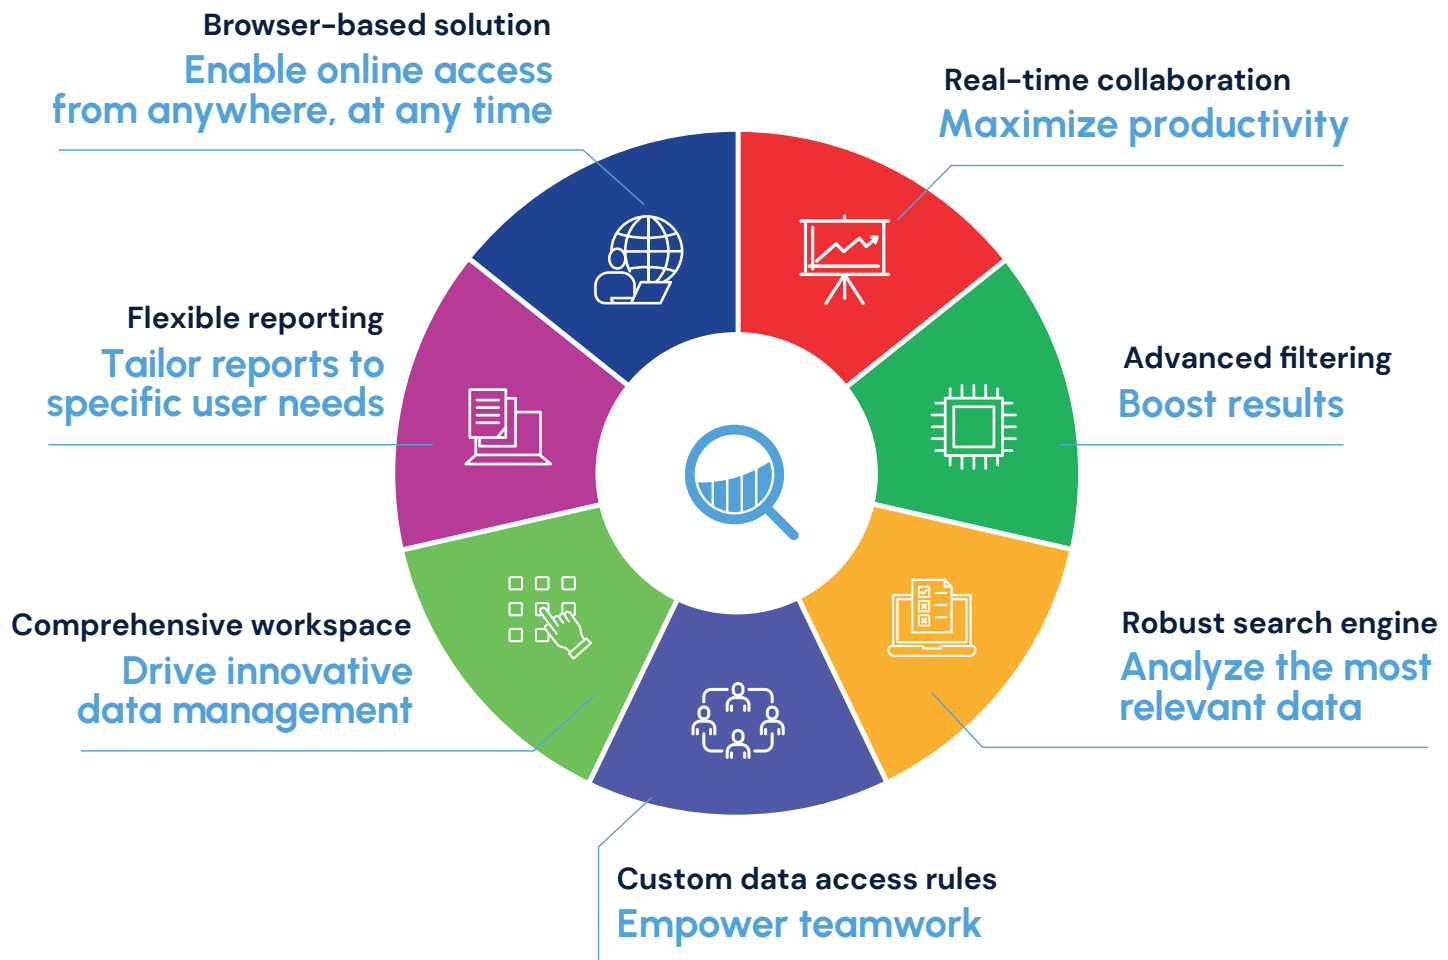 Browser-based solution
Enable online access
from anywhere, at any time
Real-time collaboration
Maximize productivity
Flexible reporting
Tailor reports to
specific user needs
Advanced filtering
Boost results
Comprehensive workspace
Drive innovative
data management
Robust search engine
Analyze the most
relevant data
Custom data access rules
Empower teamwork